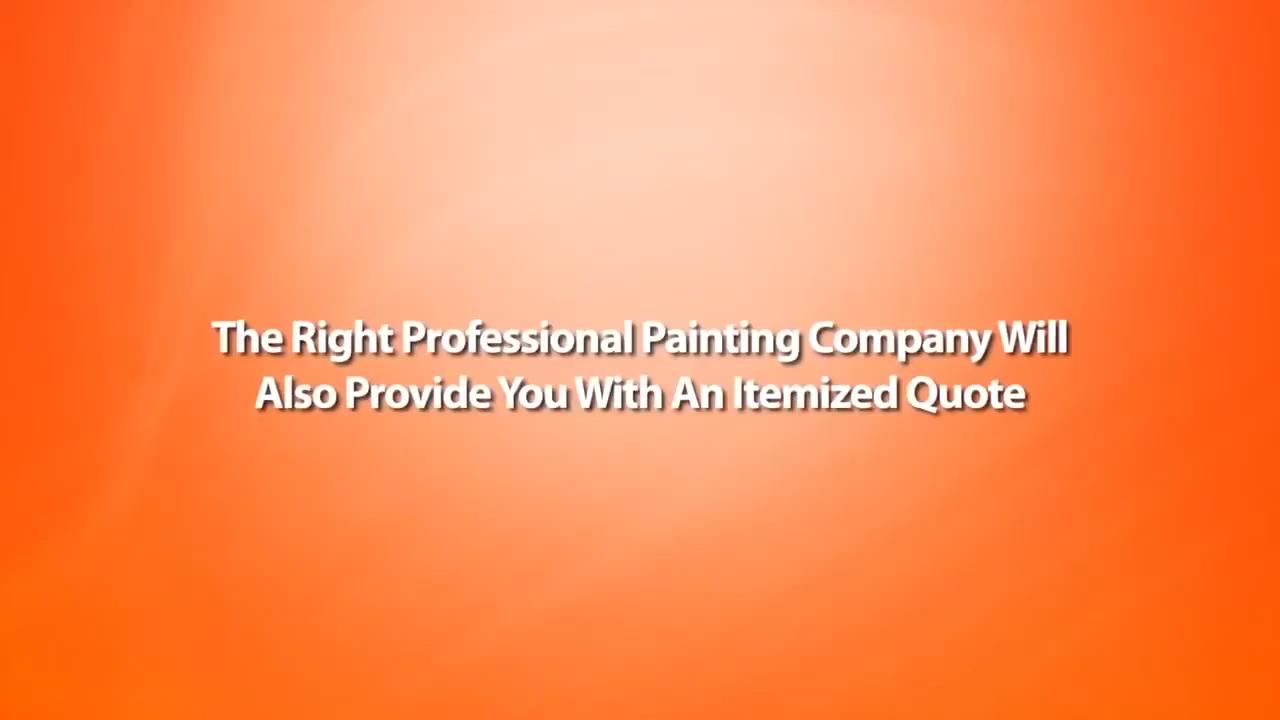 The Right Professional Painting Company Will
Also Provide You With An Itemized Quote